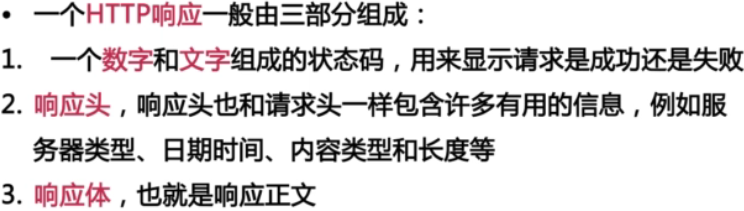 • 一个HTTP响应一般由三部分组成：
1. 一个数字和文字组成的状态码，用来显示请求是成功还是失败
2. 响应头，响应头也和请求头一样包含许多有用的信息，例如服
务器类型、日期时间、内容类型和长度等
3. 响应体，也就是响应正文